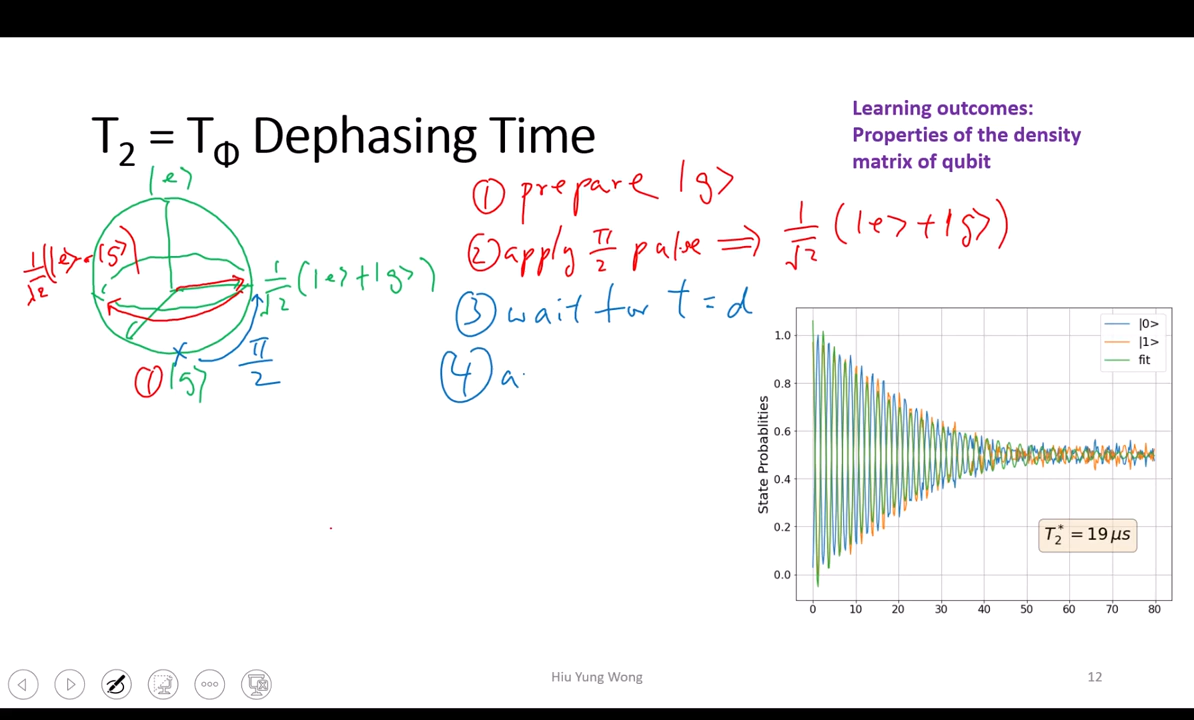 Learning outcomes:
Properties of the density
matrix of qubit
T₂ = T_Φ Dephasing Time
|e>
① prepare |g>
② apply π/2 pulse ⇒ 1/√2 (|e> + |g>)
1/√2 (|e> - |g>)
1/√2 (|e> + |g>)
③ wait for t = d
π/2
① |g>
④ a
|0>
|1>
fit
State Probablities
1.0
0.8
0.6
0.4
0.2
0.0
T₂* = 19 μs
0 10 20 30 40 50 60 70 80
Hiu Yung Wong
12